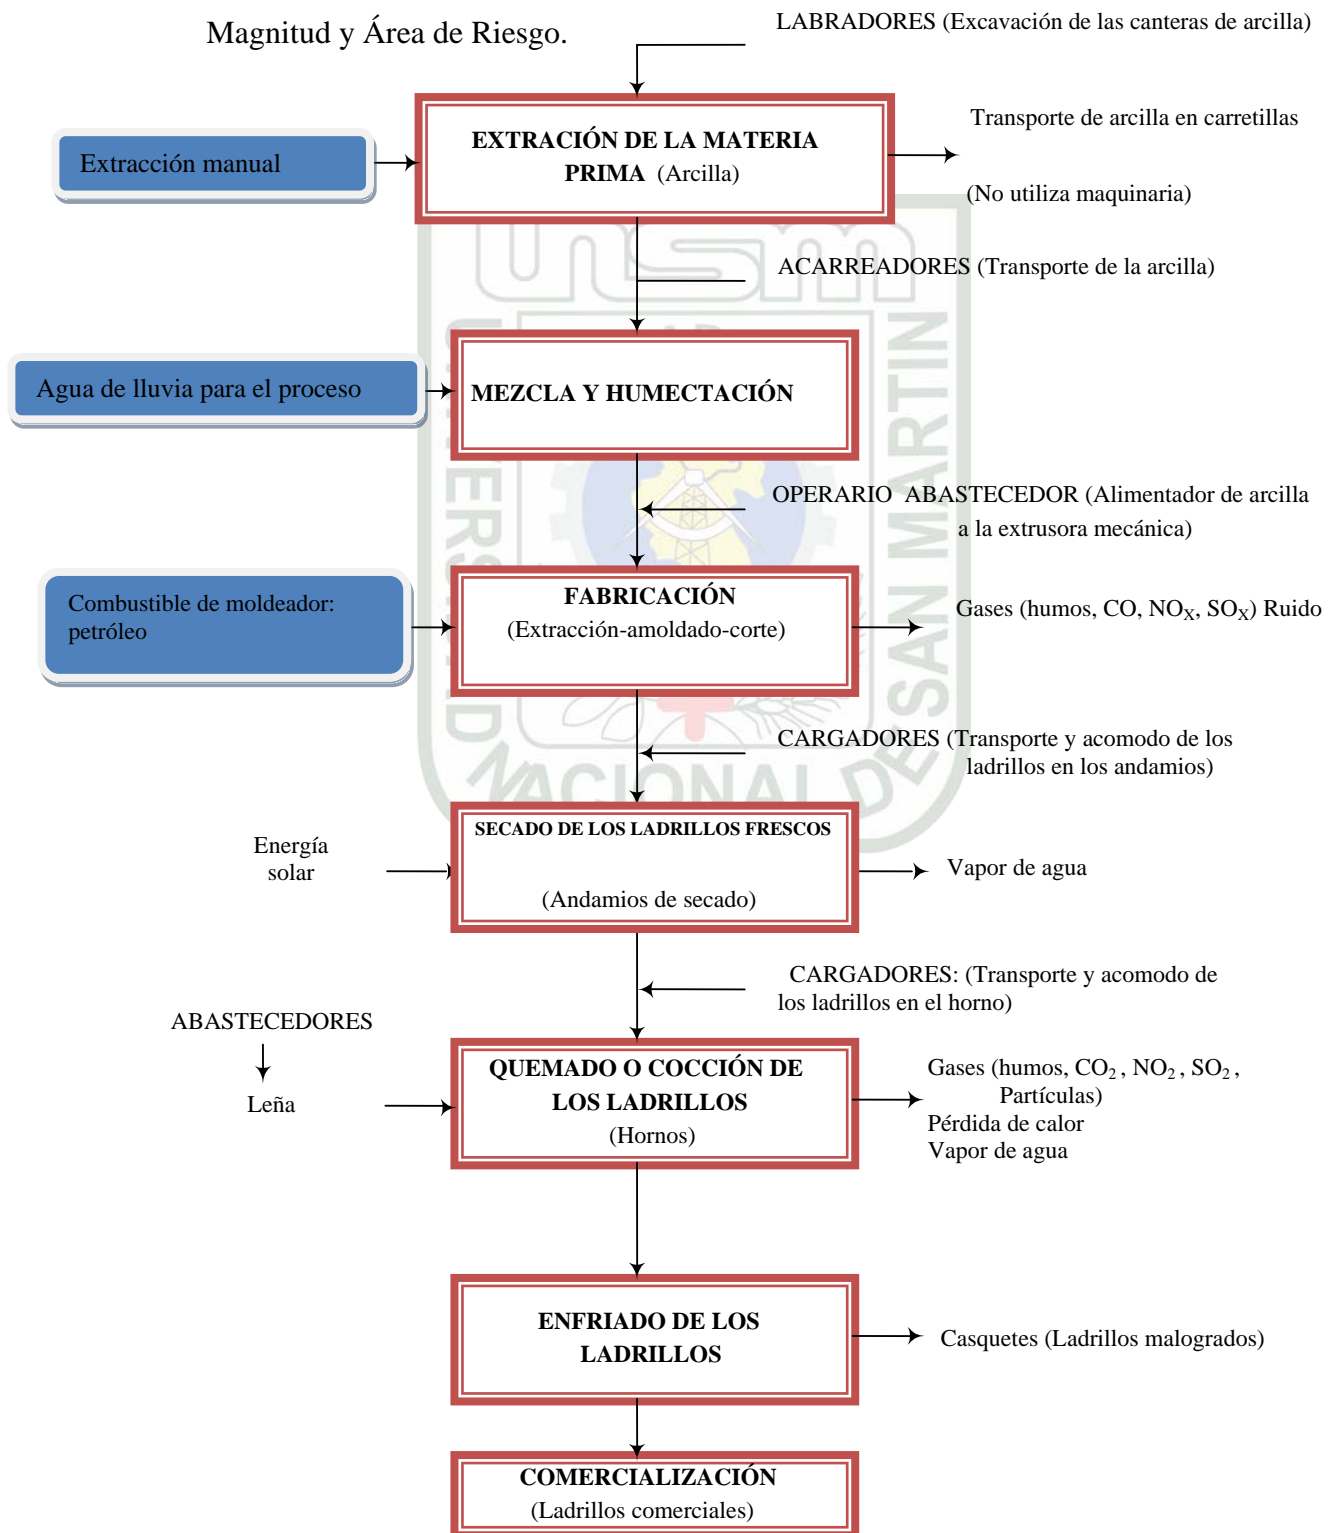 Magnitud y Área de Riesgo.
LABRADORES (Excavación de las canteras de arcilla)
Extracción manual
EXTRACIÓN DE LA MATERIA
PRIMA (Arcilla)
Transporte de arcilla en carretillas
(No utiliza maquinaria)
ACARREADORES (Transporte de la arcilla)
Agua de lluvia para el proceso
MEZCLA Y HUMECTACIÓN
OPERARIO ABASTECEDOR (Alimentador de arcilla
a la extrusora mecánica)
Combustible de moldeador:
petróleo
FABRICACIÓN
(Extracción-amoldado-corte)
Gases (humos, CO, NOX, SOX) Ruido
CARGADORES (Transporte y acomodo de los
ladrillos en los andamios)
Energía
solar
SECADO DE LOS LADRILLOS FRESCOS
(Andamios de secado)
Vapor de agua
CARGADORES: (Transporte y acomodo de
los ladrillos en el horno)
ABASTECEDORES
Leña
QUEMADO O COCCIÓN DE
LOS LADRILLOS
(Hornos)
Gases (humos, CO2 , NO2 , SO2 ,
Partículas)
Pérdida de calor
Vapor de agua
ENFRIADO DE LOS
LADRILLOS
Casquetes (Ladrillos malogrados)
COMERCIALIZACIÓN
(Ladrillos comerciales)
unsm
NACIONAL DE SAN MARTIN